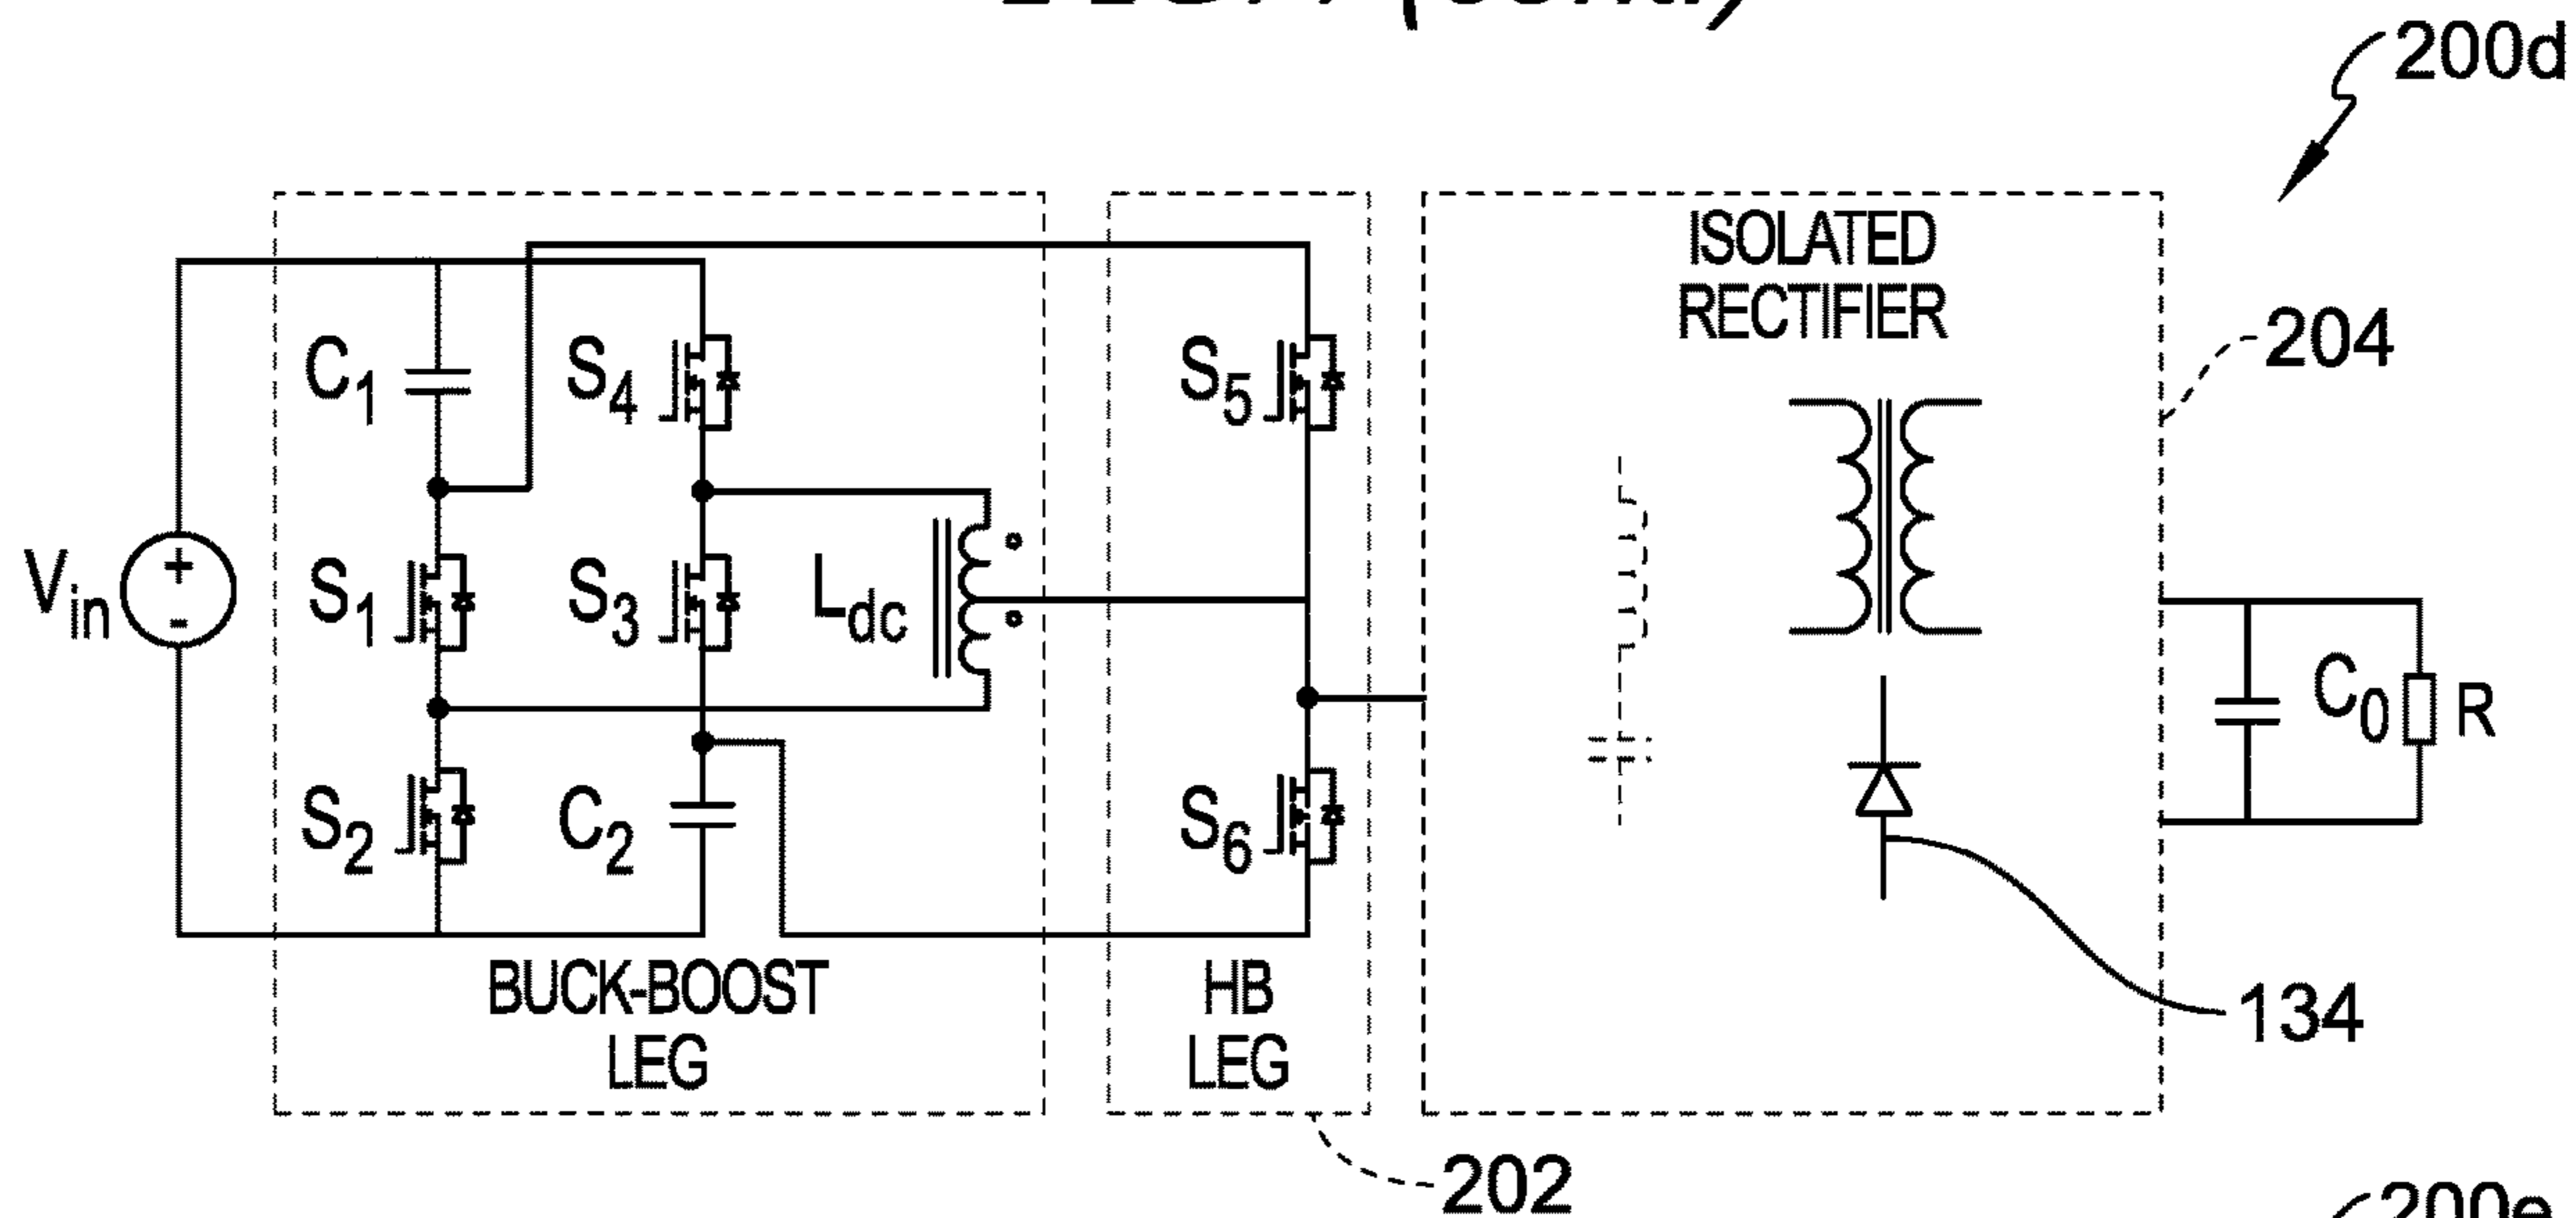 200d
ISOLATED
RECTIFIER
204
C1
S4
S5
Vin
+
-
S1
S3
Ldc
C0
R
S2
C2
S6
134
BUCK-BOOST
LEG
HB
LEG
202
200e